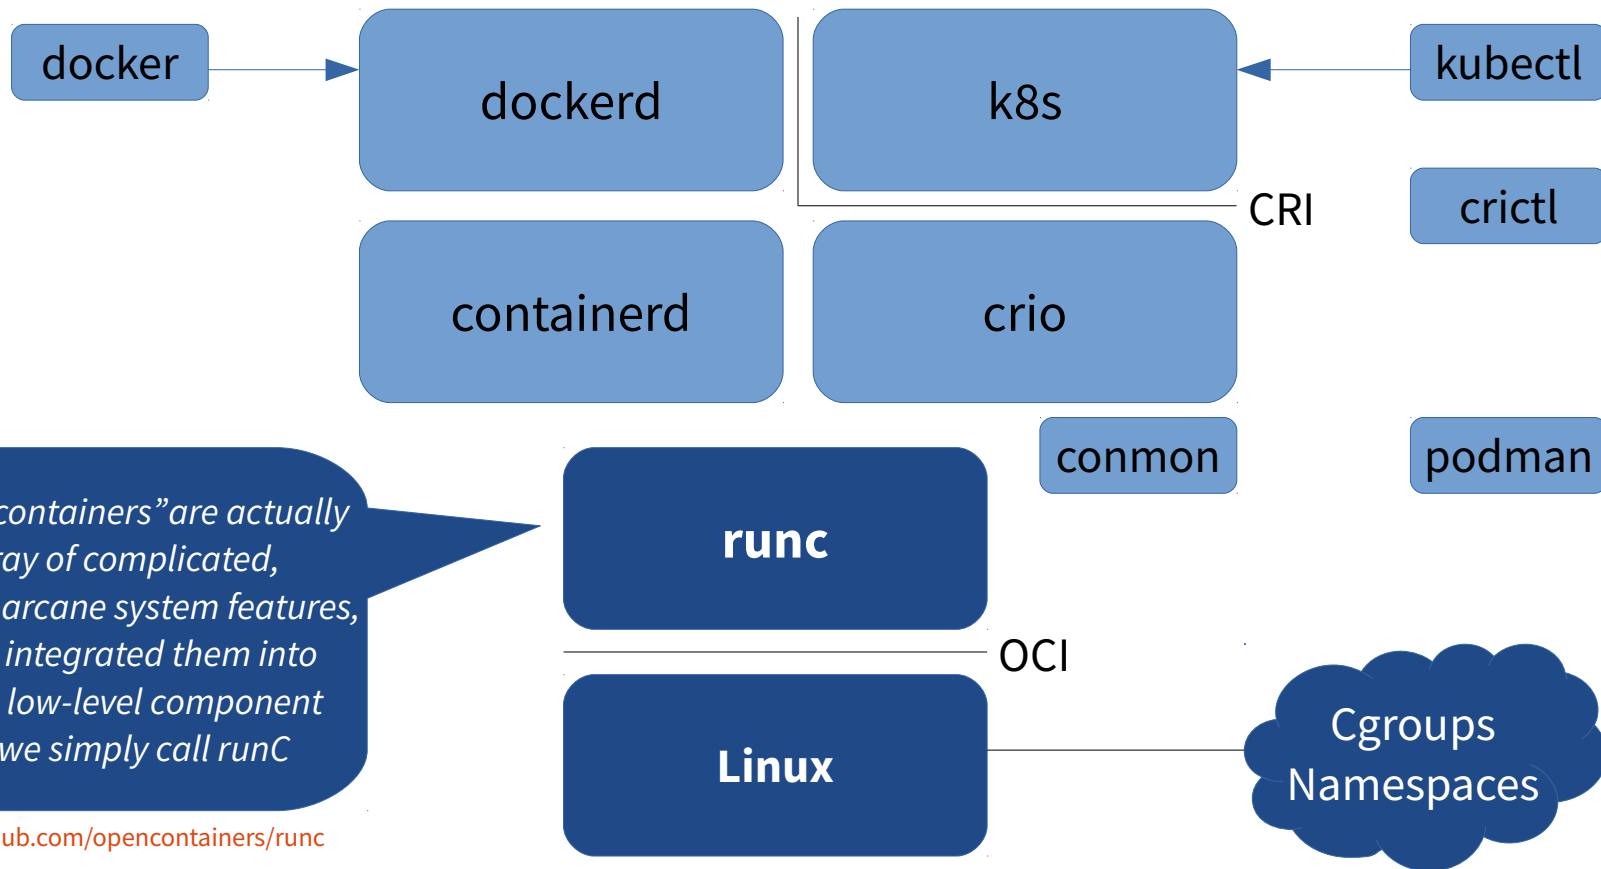 docker
dockerd
k8s
kubectl
CRI
crictl
containerd
crio
conmon
podman
containers”are actually
of complicated,
arcane system features,
integrated them into
low-level component
we simply call runC
runc
OCI
Linux
Cgroups
Namespaces
ub.com/opencontainers/runc